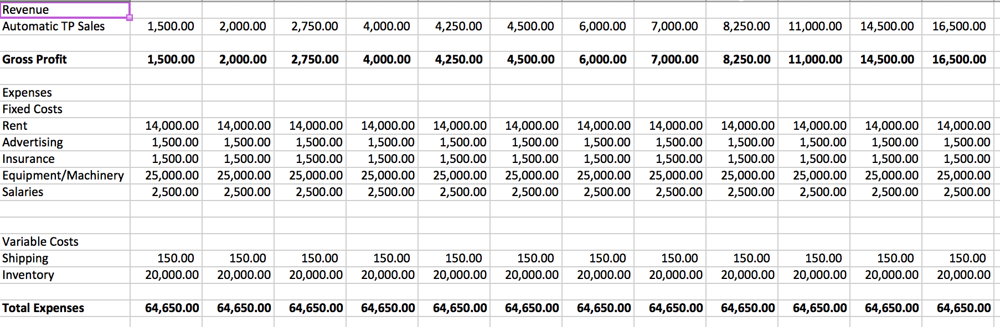 Revenue
Automatic TP Sales 1,500.00 2,000.00 2,750.00 4,000.00 4,250.00 4,500.00 6,000.00 7,000.00 8,250.00 11,000.00 14,500.00 16,500.00
Gross Profit 1,500.00 2,000.00 2,750.00 4,000.00 4,250.00 4,500.00 6,000.00 7,000.00 8,250.00 11,000.00 14,500.00 16,500.00
Expenses
Fixed Costs
Rent 14,000.00 14,000.00 14,000.00 14,000.00 14,000.00 14,000.00 14,000.00 14,000.00 14,000.00 14,000.00 14,000.00 14,000.00
Advertising 1,500.00 1,500.00 1,500.00 1,500.00 1,500.00 1,500.00 1,500.00 1,500.00 1,500.00 1,500.00 1,500.00 1,500.00
Insurance 1,500.00 1,500.00 1,500.00 1,500.00 1,500.00 1,500.00 1,500.00 1,500.00 1,500.00 1,500.00 1,500.00 1,500.00
Equipment/Machinery 25,000.00 25,000.00 25,000.00 25,000.00 25,000.00 25,000.00 25,000.00 25,000.00 25,000.00 25,000.00 25,000.00 25,000.00
Salaries 2,500.00 2,500.00 2,500.00 2,500.00 2,500.00 2,500.00 2,500.00 2,500.00 2,500.00 2,500.00 2,500.00 2,500.00
Variable Costs
Shipping 150.00 150.00 150.00 150.00 150.00 150.00 150.00 150.00 150.00 150.00 150.00 150.00
Inventory 20,000.00 20,000.00 20,000.00 20,000.00 20,000.00 20,000.00 20,000.00 20,000.00 20,000.00 20,000.00 20,000.00 20,000.00
Total Expenses 64,650.00 64,650.00 64,650.00 64,650.00 64,650.00 64,650.00 64,650.00 64,650.00 64,650.00 64,650.00 64,650.00 64,650.00